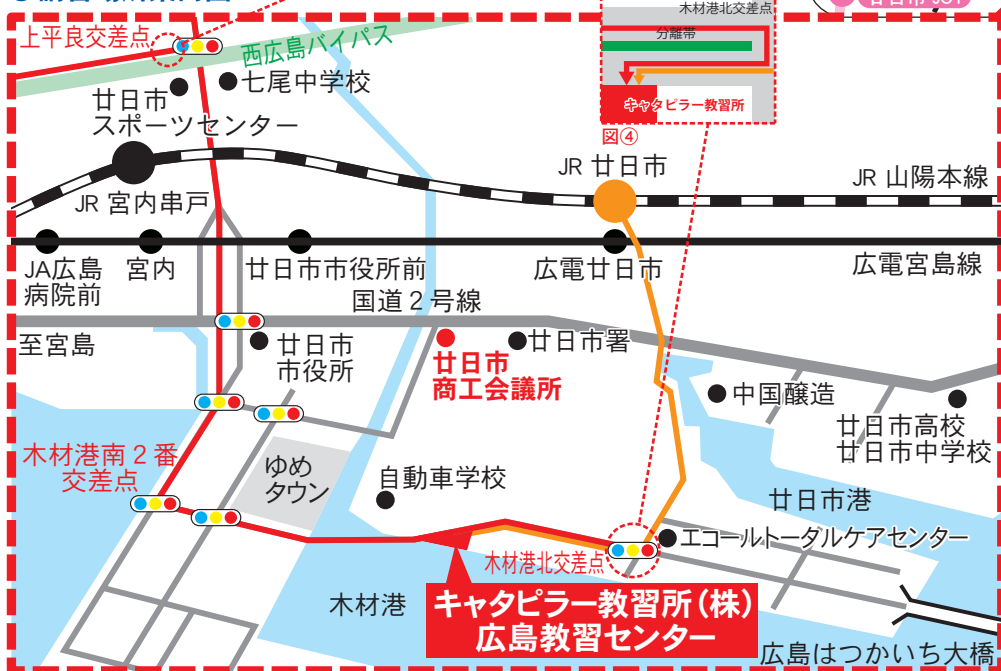 木材港北交差点
廿日市JCT
分離帯
キャタピラー教習所
図④
上平良交差点
西広島バイパス
七尾中学校
廿日市
スポーツセンター
JR 廿日市
JR 山陽本線
JR 宮内串戸
JA広島
病院前
宮内
廿日市市役所前
広電廿日市
広電宮島線
国道2号線
至宮島
廿日市
市役所
廿日市
商工会議所
廿日市署
中国醸造
廿日市高校
廿日市中学校
木材港南2番
交差点
ゆめ
タウン
自動車学校
廿日市港
エコールトータルケアセンター
木材港北交差点
木材港
キャタピラー教習所(株)
広島教習センター
広島はつかいち大橋